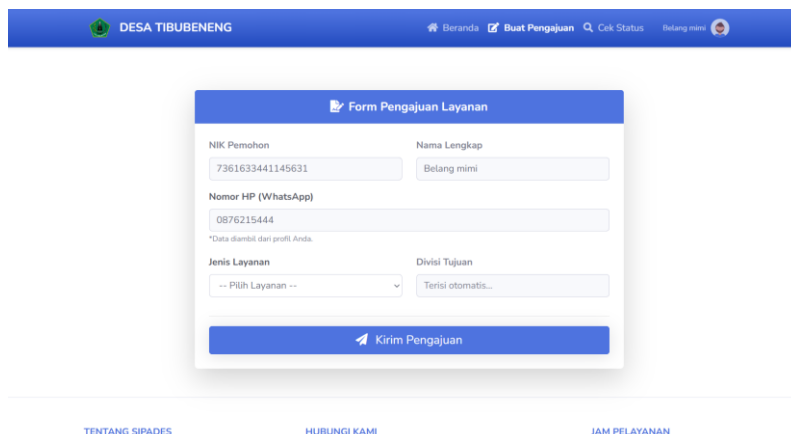 DESA TIBUBENENG
Beranda Buat Pengajuan Cek Status Belang mimi
Form Pengajuan Layanan
NIK Pemohon Nama Lengkap
7361633441145631 Belang mimi
Nomor HP (WhatsApp)
0876215444
*Data diambil dari profil Anda.
Jenis Layanan Divisi Tujuan
-- Pilih Layanan -- Terisi otomatis...
Kirim Pengajuan
TENTANG SIPADES HUBUNGI KAMI JAM PELAYANAN